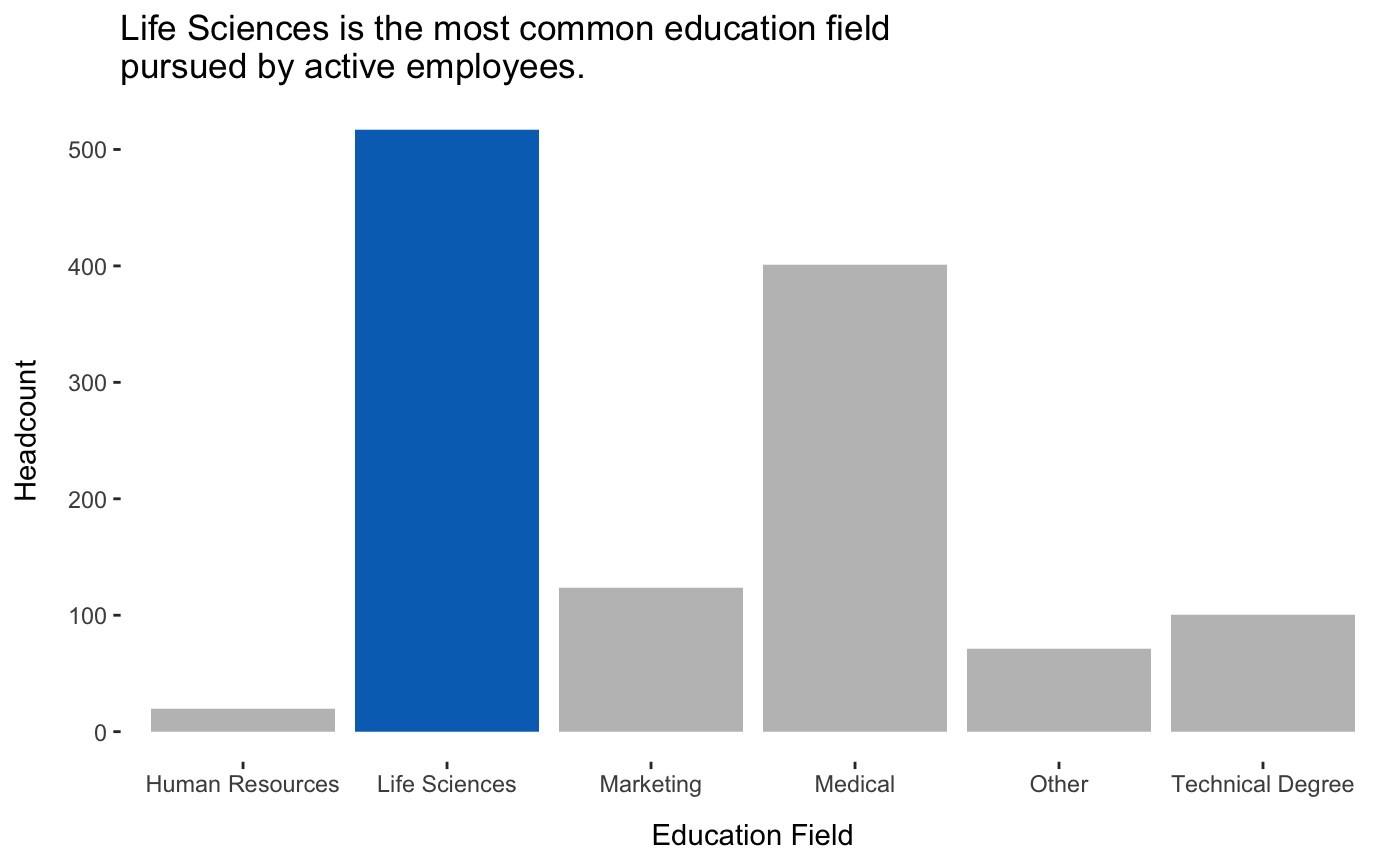 Life Sciences is the most common education field
pursued by active employees.
500
400
300
200
100
0
Headcount
Human Resources
Life Sciences
Marketing
Medical
Other
Technical Degree
Education Field